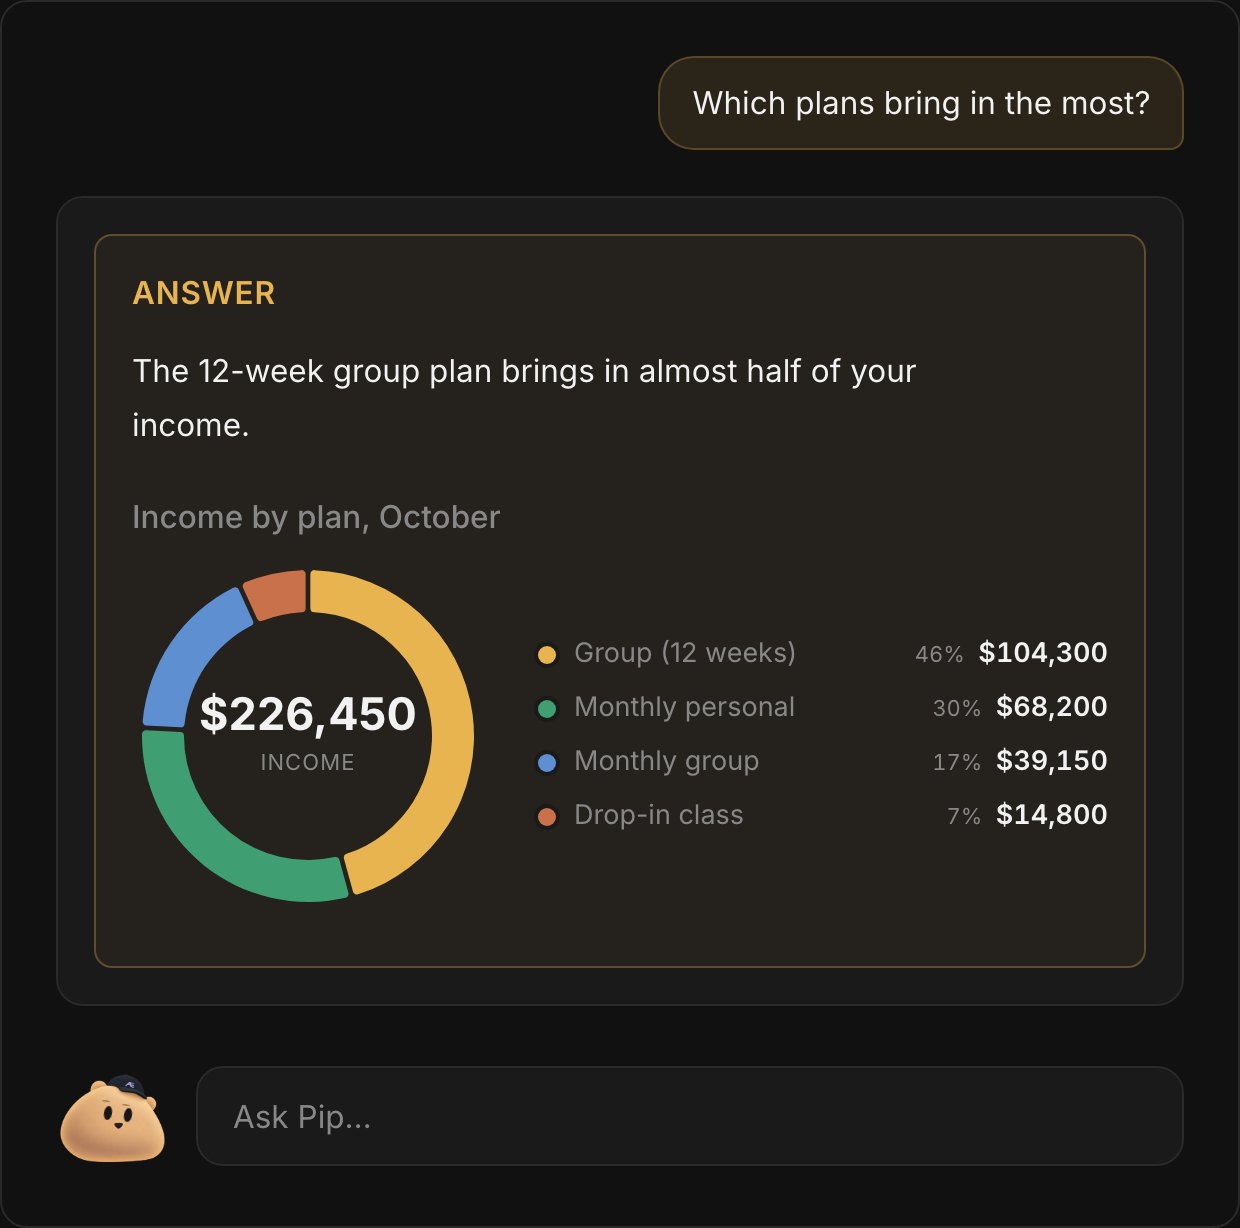 Which plans bring in the most?
ANSWER
The 12-week group plan brings in almost half of your
income.
Income by plan, October
$226,450
INCOME
Group (12 weeks) 46% $104,300
Monthly personal 30% $68,200
Monthly group 17% $39,150
Drop-in class 7% $14,800
Ask Pip...